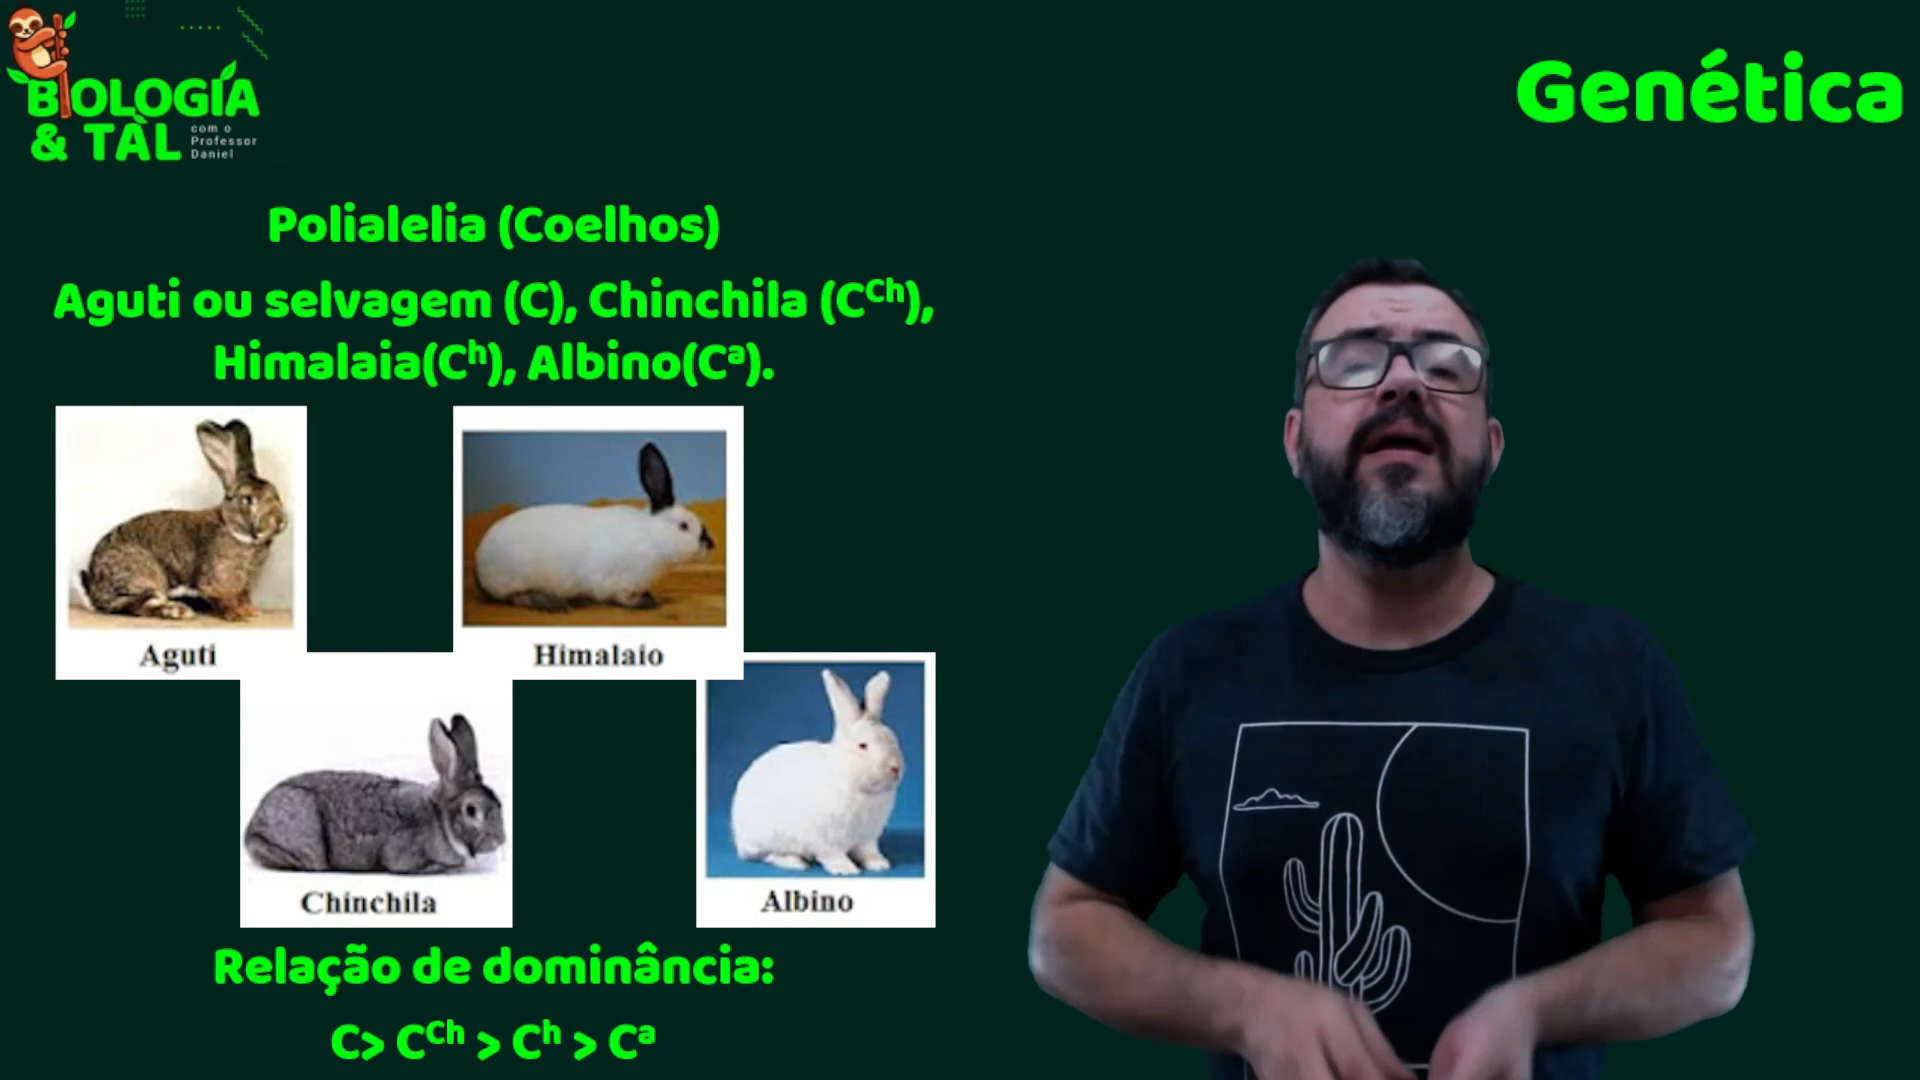 BIOLOGIA
& TAL
com o
Professor
Daniel
Genética
Polialelia (Coelhos)
Aguti ou selvagem (C), Chinchila (Cᶜʰ),
Himalaia(Cʰ), Albino(Cᵃ).
Aguti
Himalaio
Chinchila
Albino
Relação de dominância:
C> Cᶜʰ > Cʰ > Cᵃ